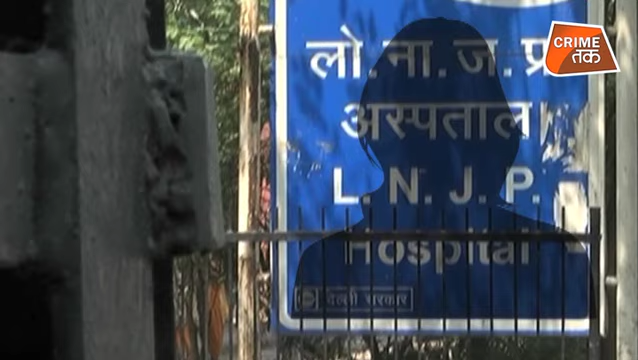 CRIME
तक
लो.ना.ज.प्र
अस्पताल
L. N. J. P.
Hospital
दिल्ली सरकार